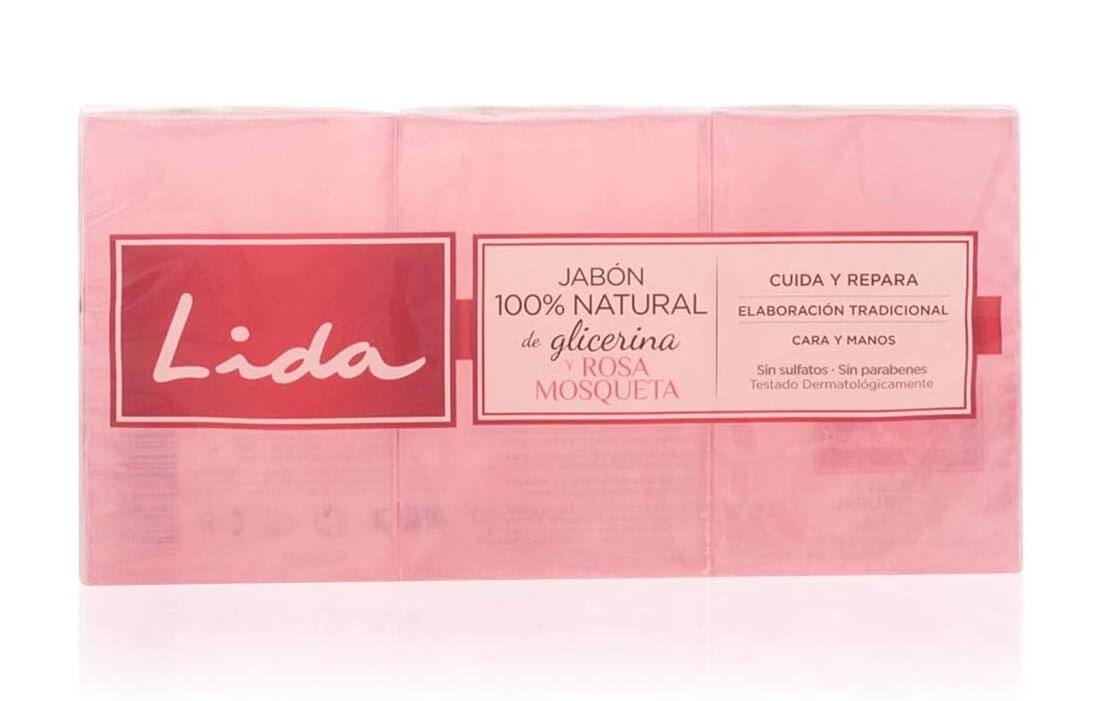 Lida
JABÓN
100% NATURAL
de glicerina
Y ROSA
MOSQUETA
CUIDA Y REPARA
ELABORACIÓN TRADICIONAL
CARA Y MANOS
Sin sulfatos · Sin parabenes
Testado Dermatológicamente